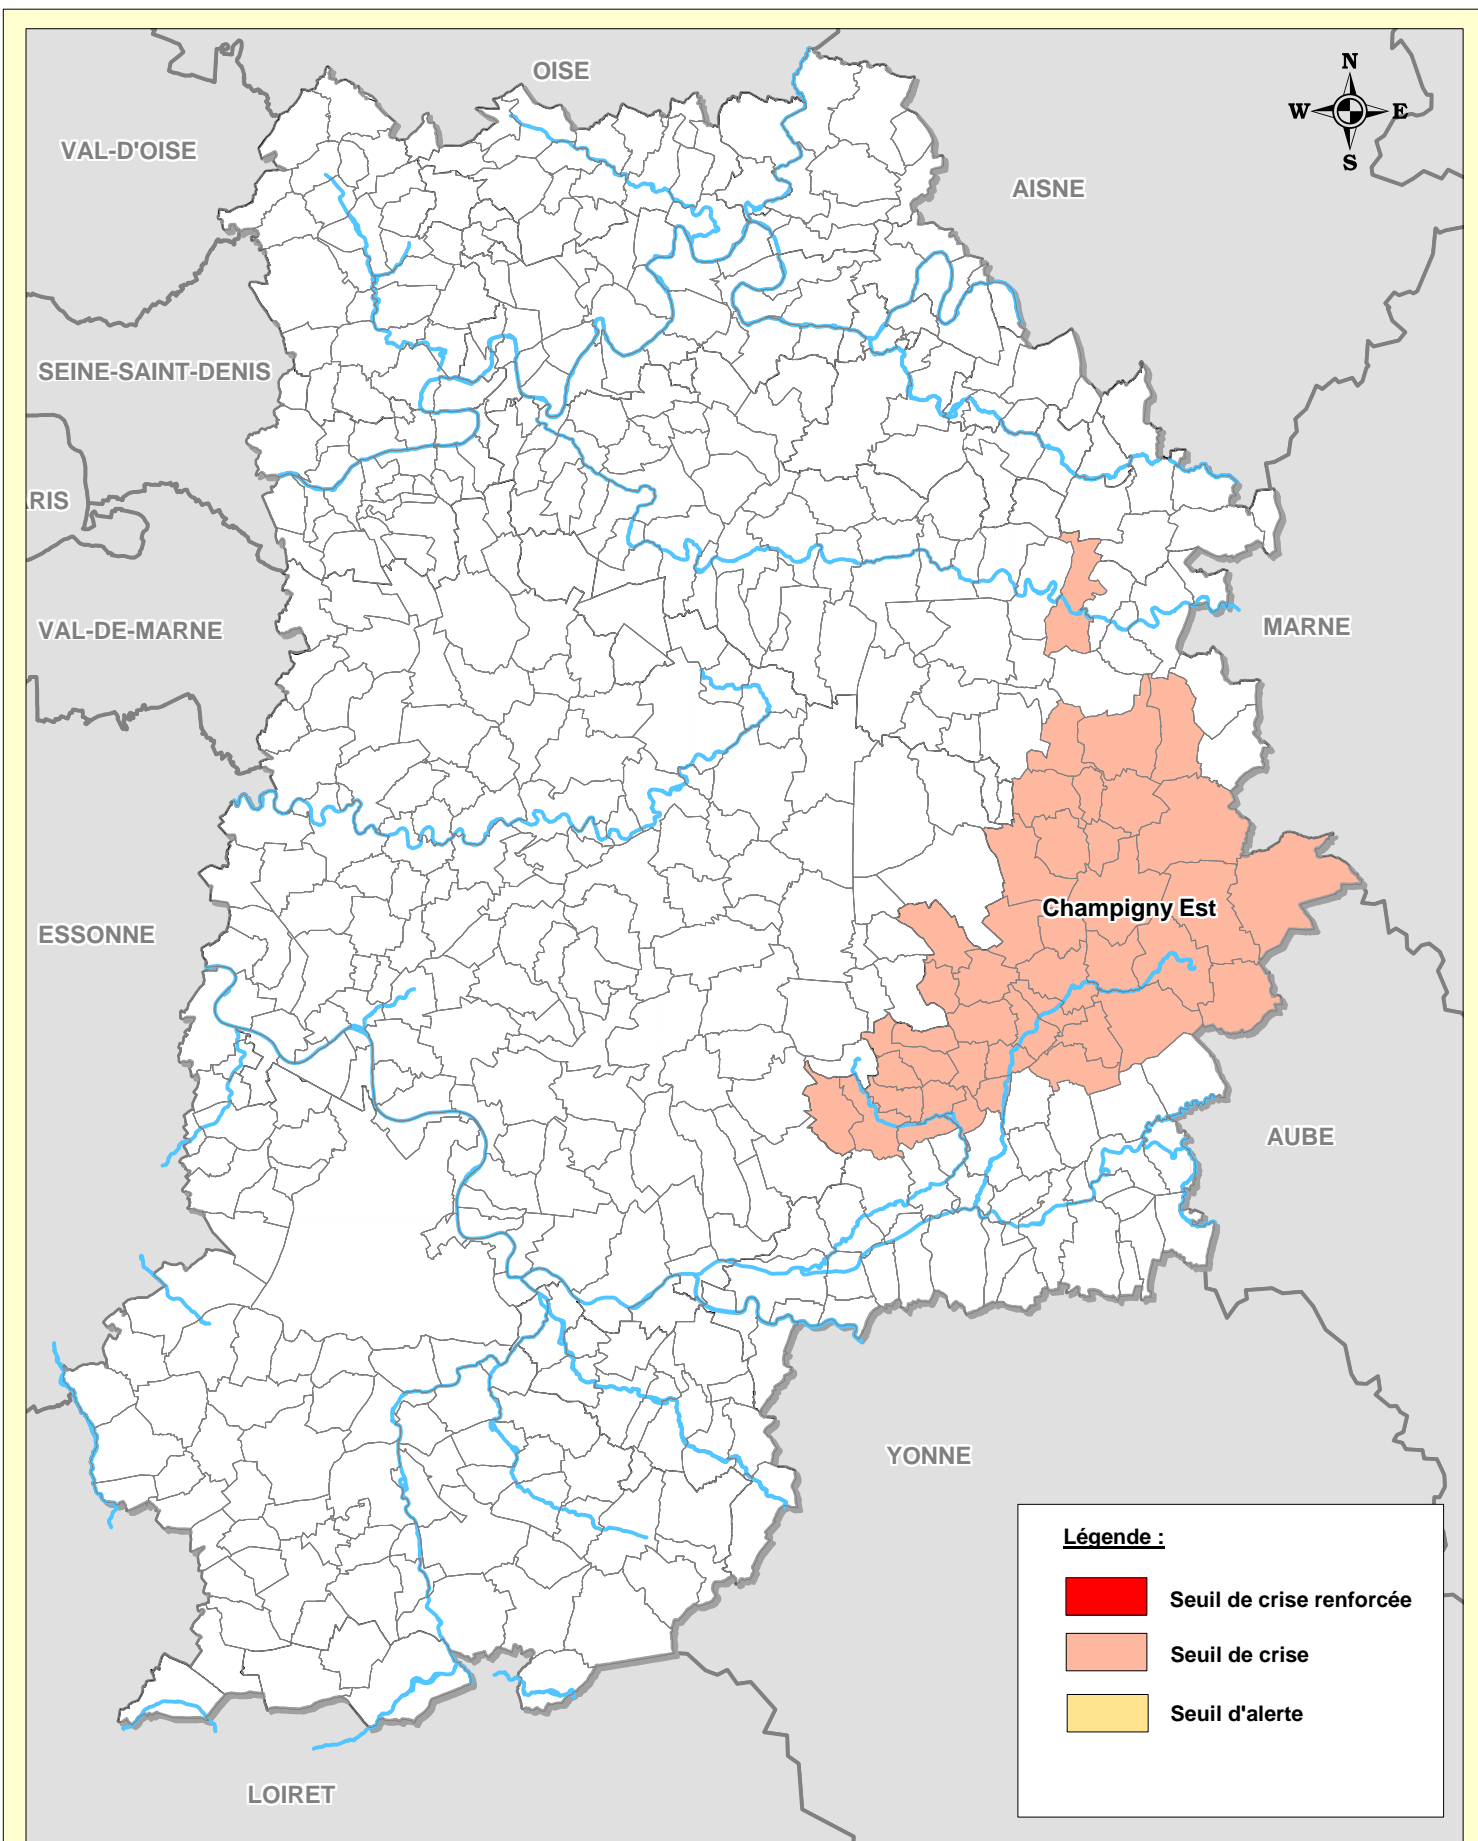 OISE
N
W E
S
VAL-D'OISE
AISNE
SEINE-SAINT-DENIS
RIS
VAL-DE-MARNE
MARNE
Champigny Est
ESSONNE
AUBE
YONNE
Légende :
Seuil de crise renforcée
Seuil de crise
Seuil d'alerte
LOIRET